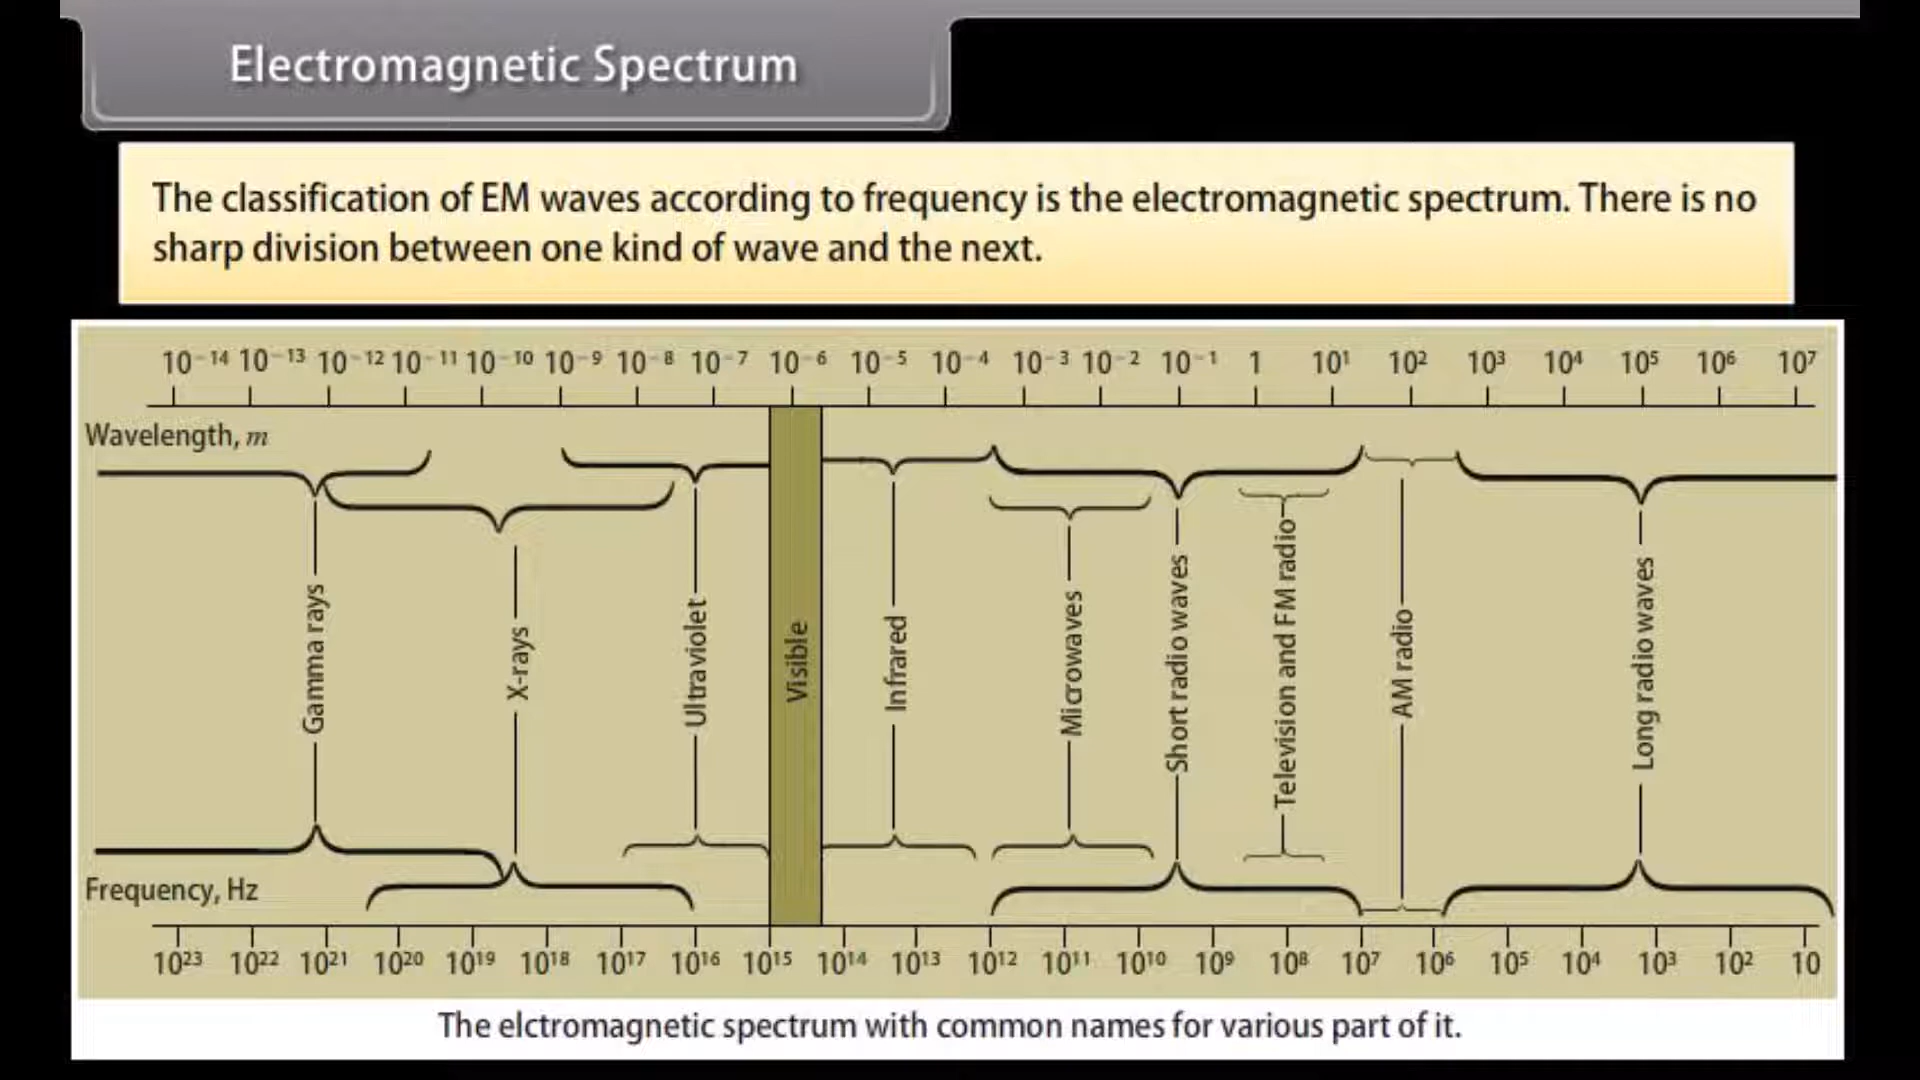 Electromagnetic Spectrum
The classification of EM waves according to frequency is the electromagnetic spectrum. There is no
sharp division between one kind of wave and the next.
10⁻¹⁴ 10⁻¹³ 10⁻¹² 10⁻¹¹ 10⁻¹⁰ 10⁻⁹ 10⁻⁸ 10⁻⁷ 10⁻⁶ 10⁻⁵ 10⁻⁴ 10⁻³ 10⁻² 10⁻¹ 1 10¹ 10² 10³ 10⁴ 10⁵ 10⁶ 10⁷
Wavelength, m
Gamma rays
X-rays
Ultraviolet
Visible
Infrared
Microwaves
Short radio waves
Television and FM radio
AM radio
Long radio waves
Frequency, Hz
10²³ 10²² 10²¹ 10²⁰ 10¹⁹ 10¹⁸ 10¹⁷ 10¹⁶ 10¹⁵ 10¹⁴ 10¹³ 10¹² 10¹¹ 10¹⁰ 10⁹ 10⁸ 10⁷ 10⁶ 10⁵ 10⁴ 10³ 10² 10
The elctromagnetic spectrum with common names for various part of it.